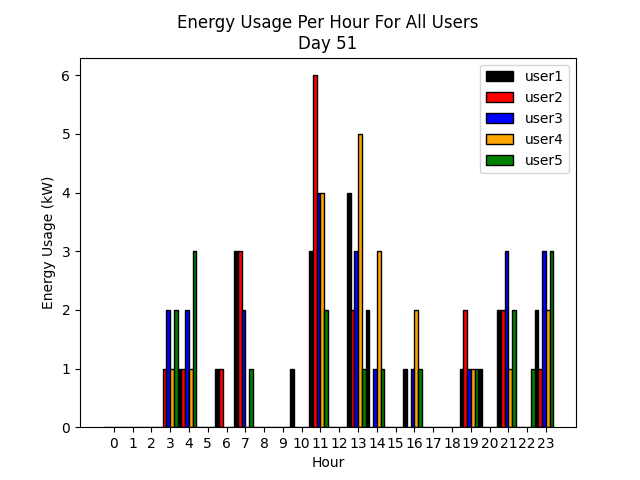 Energy Usage Per Hour For All Users
Day 51
user1
user2
user3
user4
user5
Energy Usage (kW)
6
5
4
3
2
1
0
0 1 2 3 4 5 6 7 8 9 10 11 12 13 14 15 16 17 18 19 20 21 22 23
Hour